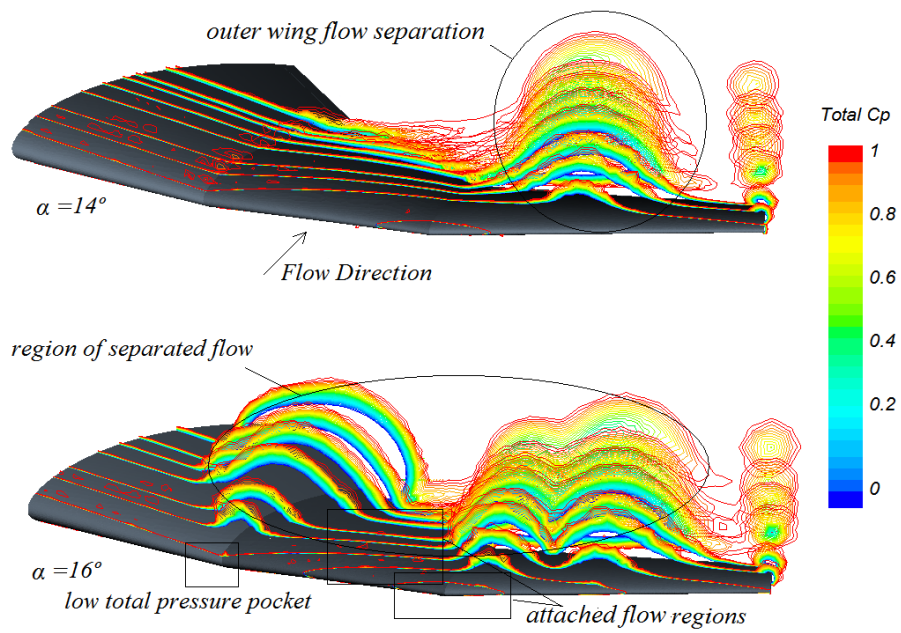 outer wing flow separation
Total Cp
1
0.8
0.6
0.4
0.2
0
α =14º
Flow Direction
region of separated flow
α =16º
low total pressure pocket
attached flow regions